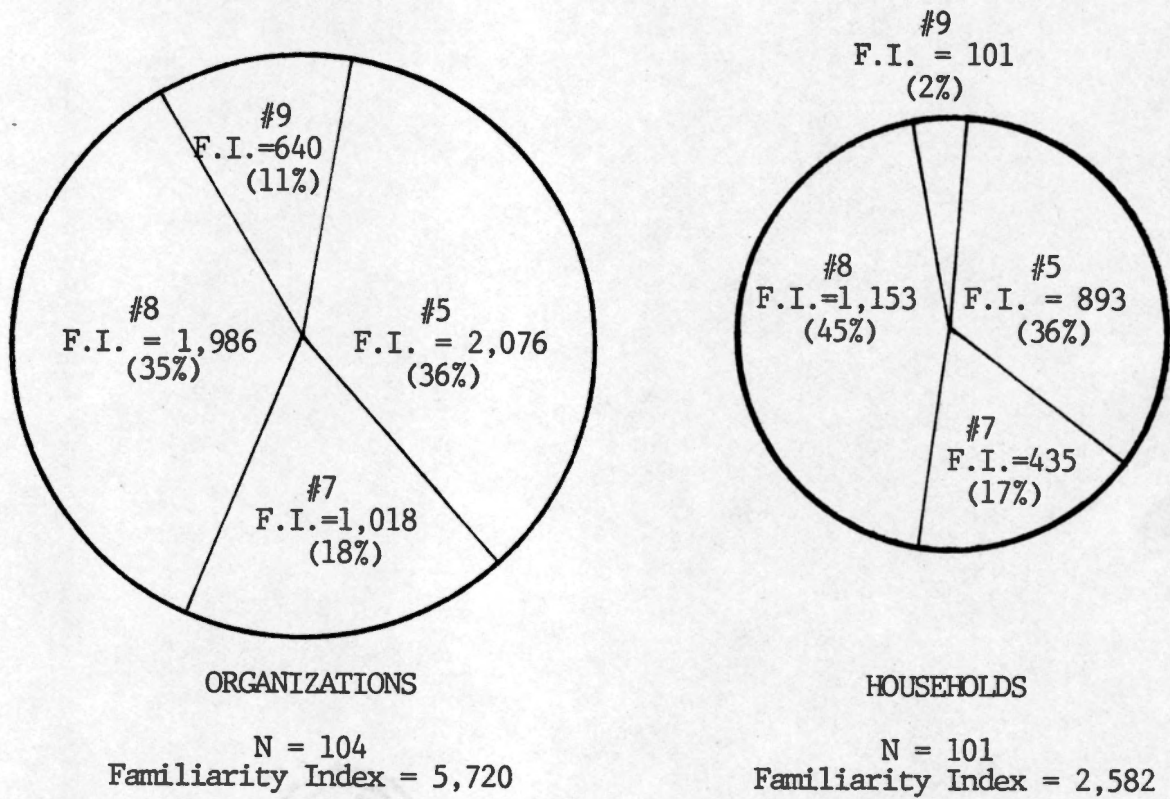 #9
F.I.=640
(11%)
#8
F.I. = 1,986
(35%)
#5
F.I. = 2,076
(36%)
#7
F.I.=1,018
(18%)
ORGANIZATIONS
N = 104
Familiarity Index = 5,720
#9
F.I. = 101
(2%)
#8
F.I.=1,153
(45%)
#5
F.I. = 893
(36%)
#7
F.I.=435
(17%)
HOUSEHOLDS
N = 101
Familiarity Index = 2,582